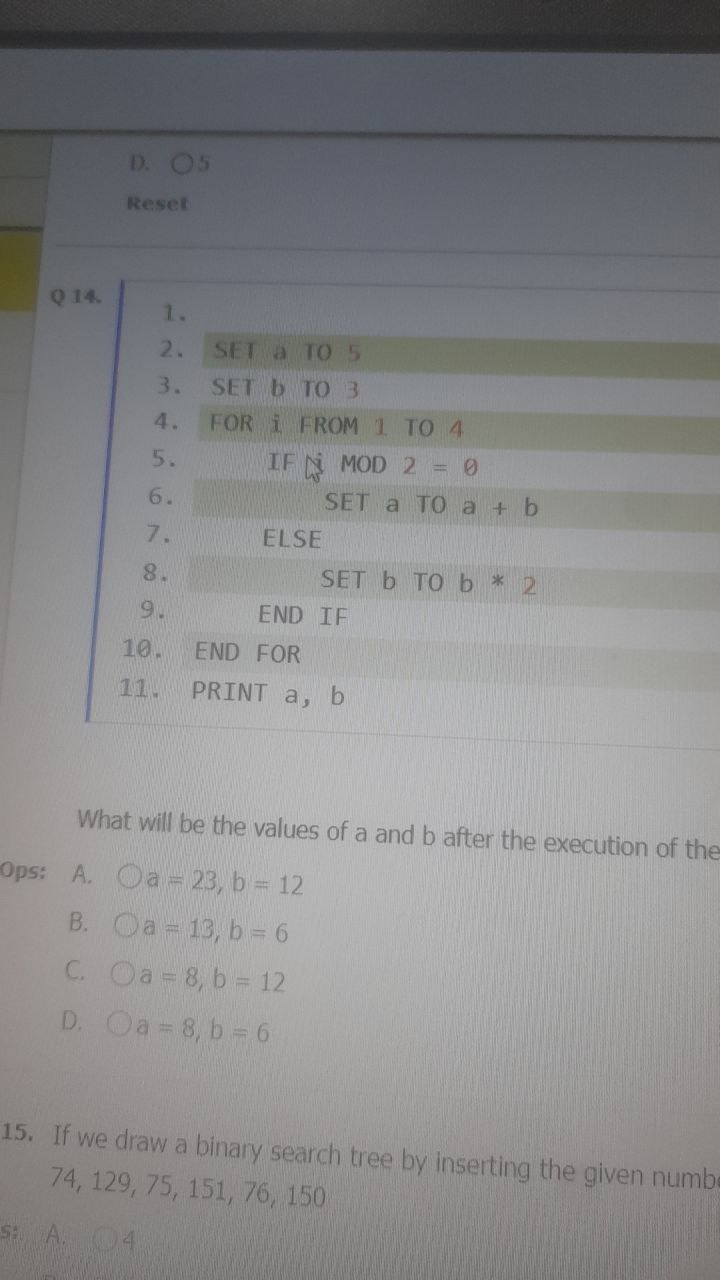 D. 5
Reset
Q 14.
1.
2. SET a TO 5
3. SET b TO 3
4. FOR i FROM 1 TO 4
5. IF i MOD 2 = 0
6. SET a TO a + b
7. ELSE
8. SET b TO b * 2
9. END IF
10. END FOR
11. PRINT a, b
What will be the values of a and b after the execution of the
Ops: A. a = 23, b = 12
B. a = 13, b = 6
C. a = 8, b = 12
D. a = 8, b = 6
15. If we draw a binary search tree by inserting the given numbe
74, 129, 75, 151, 76, 150
s: A. 4